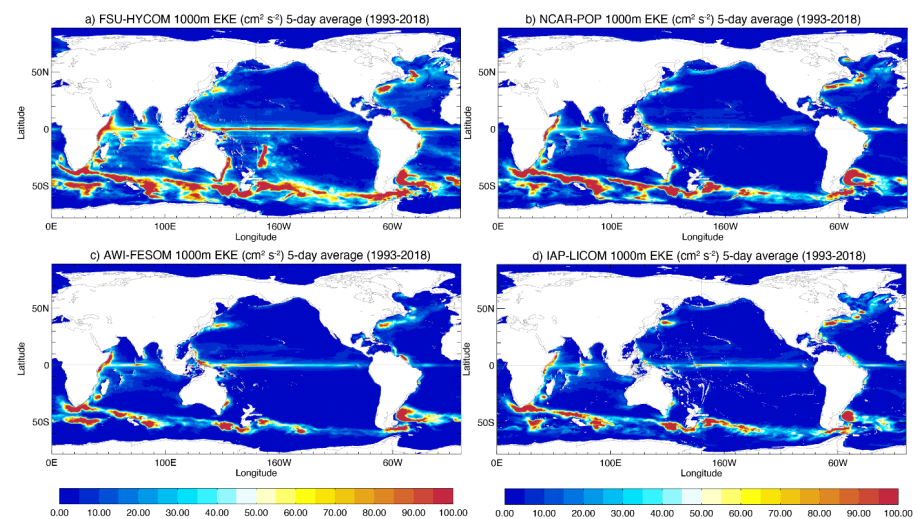 a) FSU-HYCOM 1000m EKE (cm² s⁻²) 5-day average (1993-2018)
b) NCAR-POP 1000m EKE (cm² s⁻²) 5-day average (1993-2018)
Latitude
50N
0
50S
0E 100E 160W 60W
Longitude
Latitude
50N
0
50S
0E 100E 160W 60W
Longitude
c) AWI-FESOM 1000m EKE (cm² s⁻²) 5-day average (1993-2018)
d) IAP-LICOM 1000m EKE (cm² s⁻²) 5-day average (1993-2018)
Latitude
50N
0
50S
0E 100E 160W 60W
Longitude
Latitude
50N
0
50S
0E 100E 160W 60W
Longitude
0.00 10.00 20.00 30.00 40.00 50.00 60.00 70.00 80.00 90.00 100.00
0.00 10.00 20.00 30.00 40.00 50.00 60.00 70.00 80.00 90.00 100.00